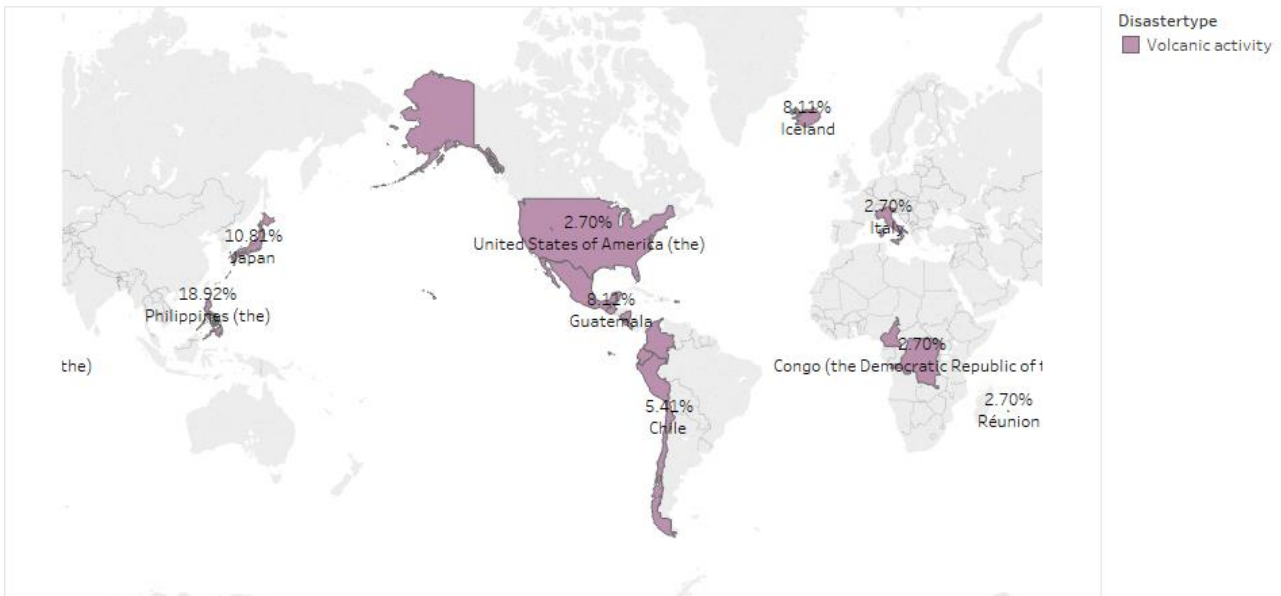 Disastertype
Volcanic activity
8.11%
Iceland
2.70%
Italy
2.70%
United States of America (the)
10.81%
Japan
18.92%
Philippines (the)
8.11%
Guatemala
2.70%
Congo (the Democratic Republic of t
the)
5.41%
Chile
2.70%
Réunion